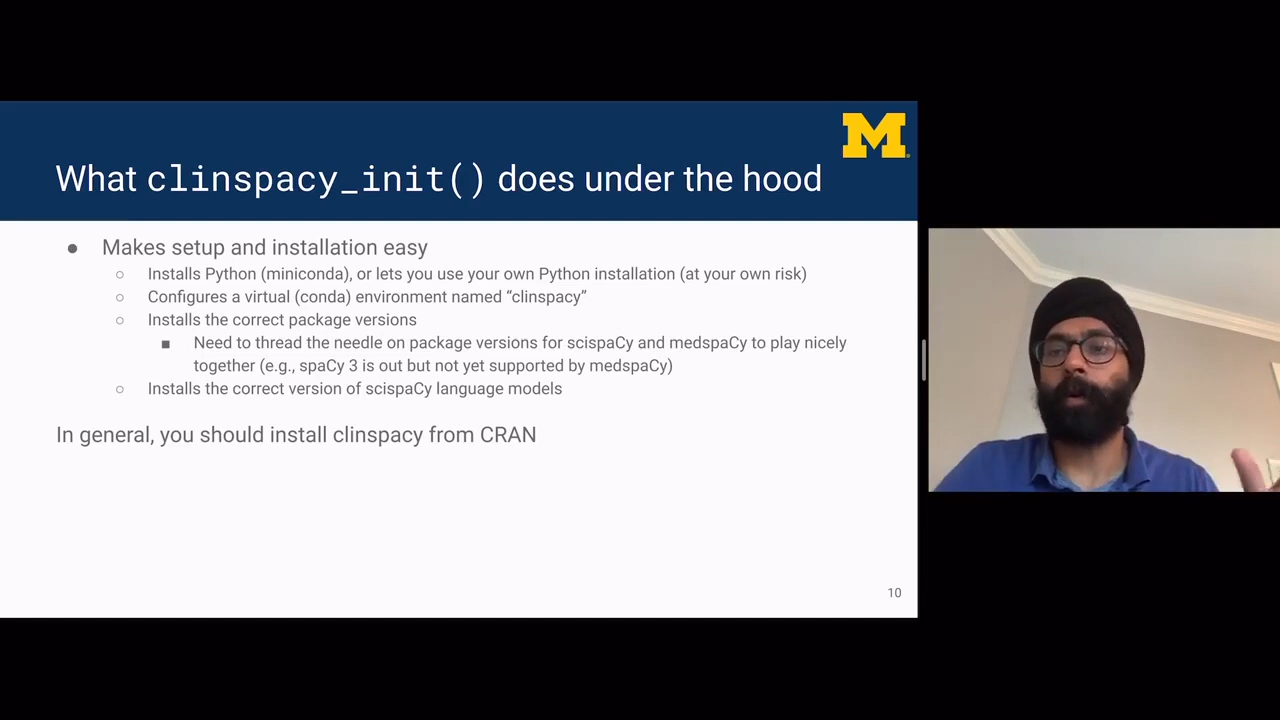 M
What clinspacy_init() does under the hood
● Makes setup and installation easy
○ Installs Python (miniconda), or lets you use your own Python installation (at your own risk)
○ Configures a virtual (conda) environment named “clinspacy”
○ Installs the correct package versions
■ Need to thread the needle on package versions for scispaCy and medspaCy to play nicely
together (e.g., spaCy 3 is out but not yet supported by medspaCy)
○ Installs the correct version of scispaCy language models
In general, you should install clinspacy from CRAN
10